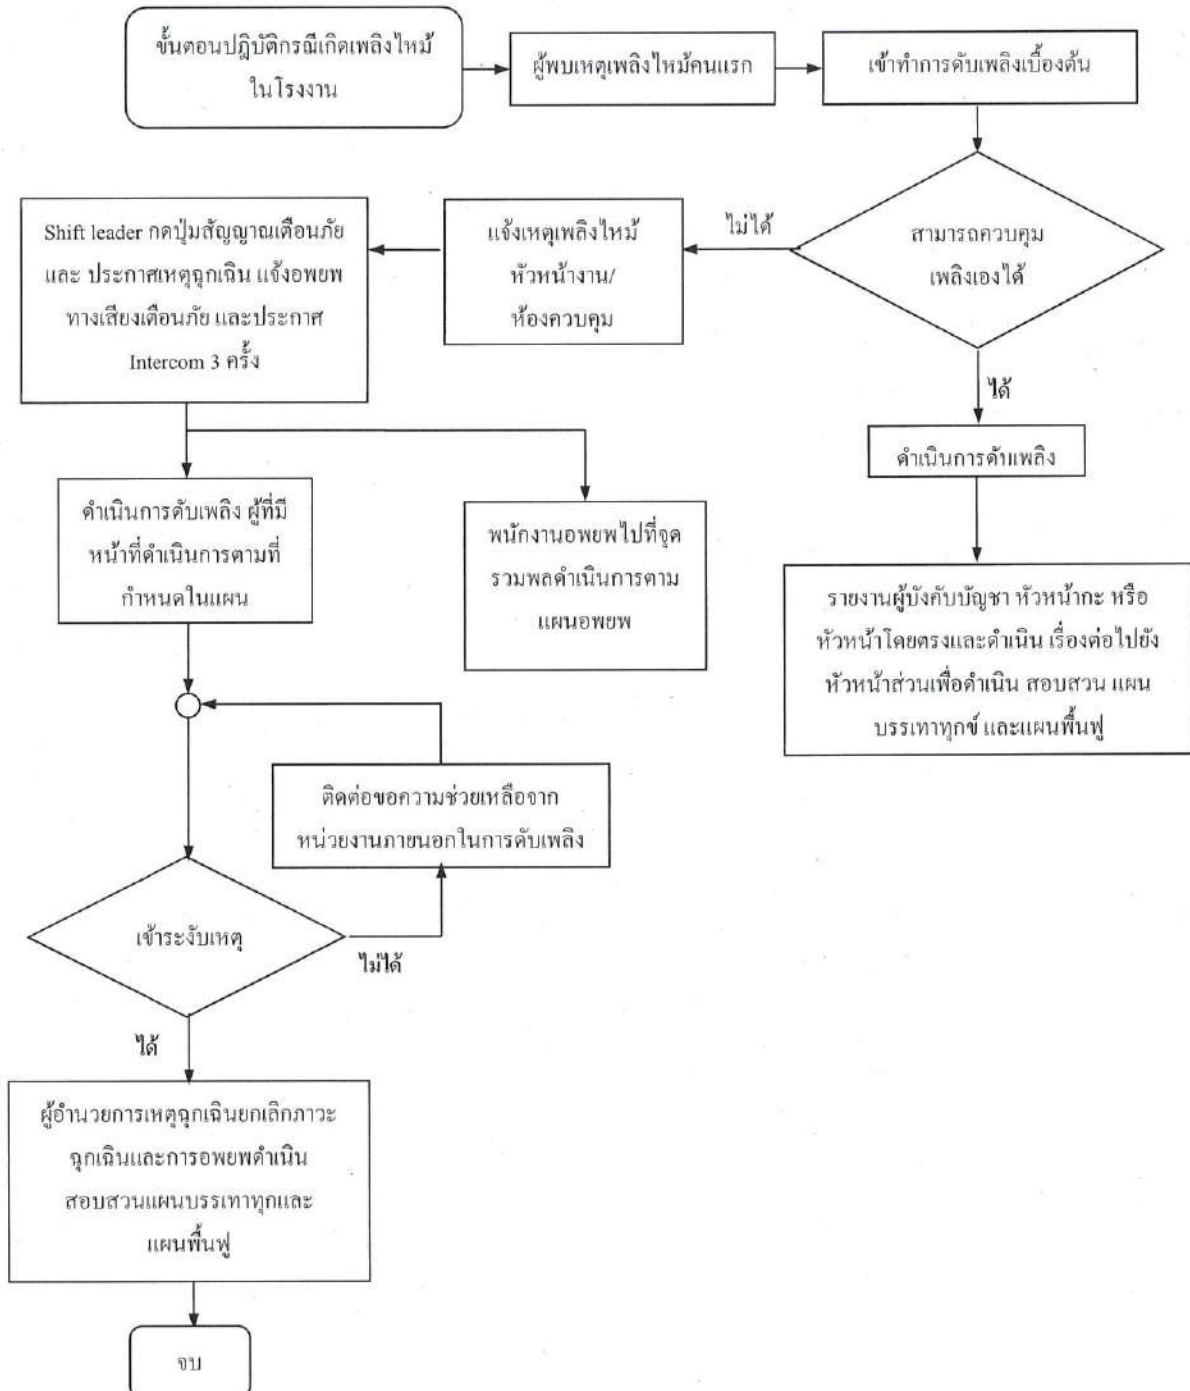 ขั้นตอนปฎิบัติกรณีเกิดเพลิงไหม้
ในโรงงาน
ผู้พบเหตุเพลิงไหม้คนแรก
เข้าทำการดับเพลิงเบื้องต้น
สามารถควบคุม
เพลิงเองได้
ไม่ได้
แจ้งเหตุเพลิงไหม้
หัวหน้างาน/
ห้องควบคุม
Shift leader กดปุ่มสัญญาณเตือนภัย
และ ประกาศเหตุฉุกเฉิน แจ้งอพยพ
ทางเสียงเตือนภัย และประกาศ
Intercom 3 ครั้ง
ได้
ดำเนินการดับเพลิง
รายงานผู้บังคับบัญชา หัวหน้ากะ หรือ
หัวหน้าโดยตรงและดำเนิน เรื่องต่อไปยัง
หัวหน้าส่วนเพื่อดำเนิน สอบสวน แผน
บรรเทาทุกข์ และแผนฟื้นฟู
ดำเนินการดับเพลิง ผู้ที่มี
หน้าที่ดำเนินการตามที่
กำหนดในแผน
พนักงานอพยพไปที่จุด
รวมพลดำเนินการตาม
แผนอพยพ
ติดต่อขอความช่วยเหลือจาก
หน่วยงานภายนอกในการดับเพลิง
เข้าระงับเหตุ
ไม่ได้
ได้
ผู้อำนวยการเหตุฉุกเฉินยกเลิกภาวะ
ฉุกเฉินและการอพยพดำเนิน
สอบสวนแผนบรรเทาทุกและ
แผนฟื้นฟู
จบ